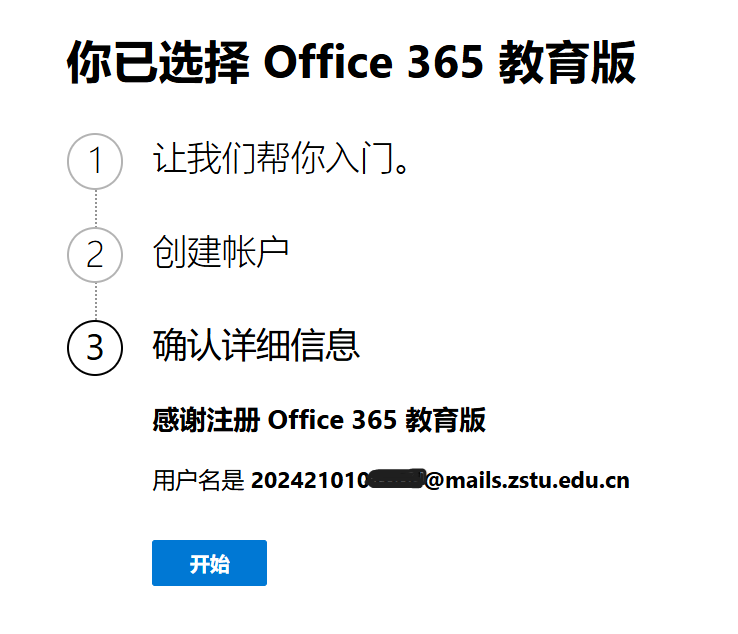 你已选择 Office 365 教育版
1 让我们帮你入门。
2 创建帐户
3 确认详细信息
感谢注册 Office 365 教育版
用户名是 202421010@mails.zstu.edu.cn
开始